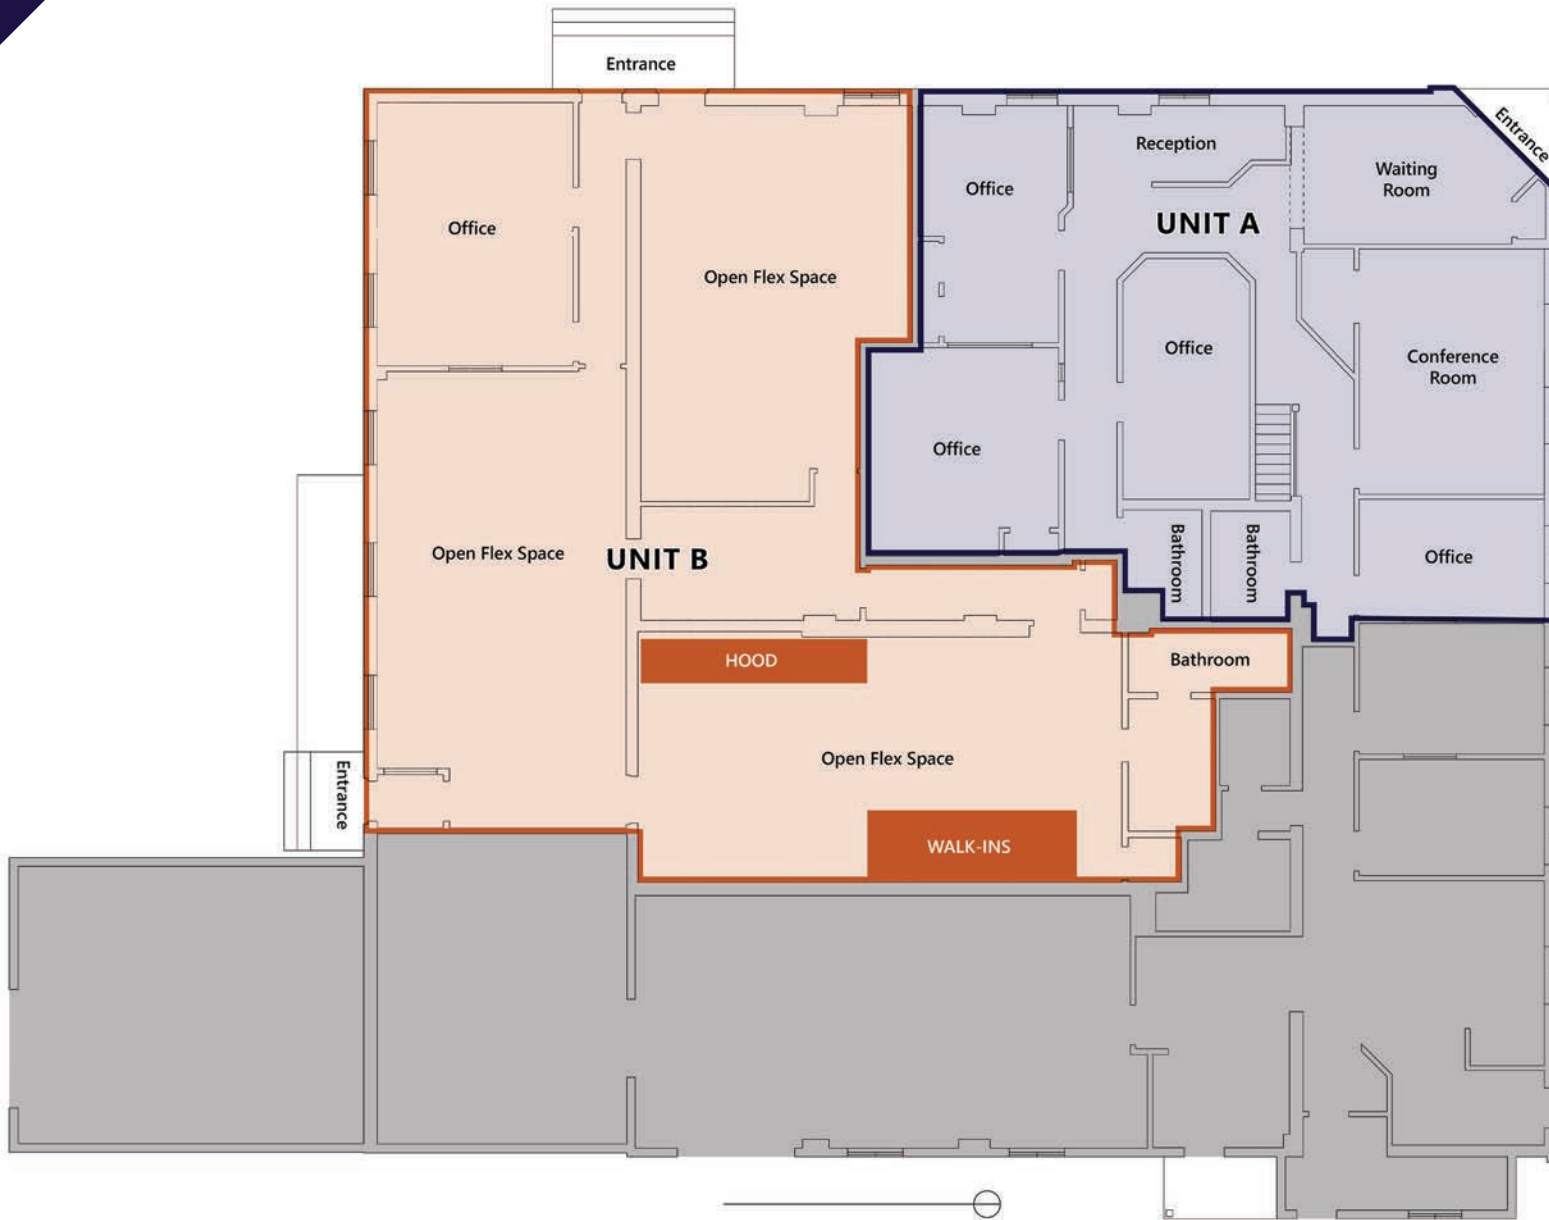 Entrance
Entrance
Reception
Waiting
Room
Office
UNIT A
Office
Open Flex Space
Office
Conference
Room
Office
Open Flex Space
UNIT B
Bathroom
Bathroom
Office
HOOD
Bathroom
Open Flex Space
Entrance
WALK-INS